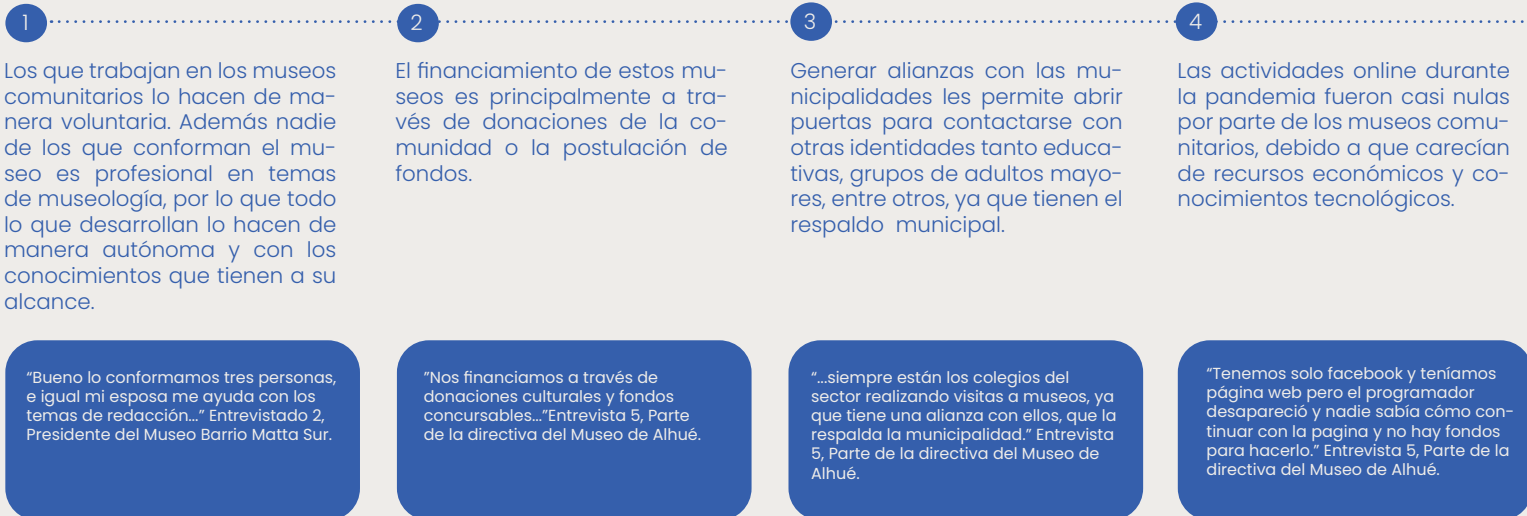 1
Los que trabajan en los museos
comunitarios lo hacen de ma-
nera voluntaria. Además nadie
de los que conforman el mu-
seo es profesional en temas
de museología, por lo que todo
lo que desarrollan lo hacen de
manera autónoma y con los
conocimientos que tienen a su
alcance.
"Bueno lo conformamos tres personas,
e igual mi esposa me ayuda con los
temas de redacción..." Entrevistado 2,
Presidente del Museo Barrio Matta Sur.
2
El financiamiento de estos mu-
seos es principalmente a tra-
vés de donaciones de la co-
munidad o la postulación de
fondos.
"Nos financiamos a través de
donaciones culturales y fondos
concursables..."Entrevista 5, Parte
de la directiva del Museo de Alhué.
3
Generar alianzas con las mu-
nicipalidades les permite abrir
puertas para contactarse con
otras identidades tanto educa-
tivas, grupos de adultos mayo-
res, entre otros, ya que tienen el
respaldo municipal.
"...siempre están los colegios del
sector realizando visitas a museos, ya
que tiene una alianza con ellos, que la
respalda la municipalidad." Entrevista
5, Parte de la directiva del Museo de
Alhué.
4
Las actividades online durante
la pandemia fueron casi nulas
por parte de los museos comu-
nitarios, debido a que carecían
de recursos económicos y co-
nocimientos tecnológicos.
"Tenemos solo facebook y teníamos
página web pero el programador
desapareció y nadie sabía cómo con-
tinuar con la pagina y no hay fondos
para hacerlo." Entrevista 5, Parte de la
directiva del Museo de Alhué.